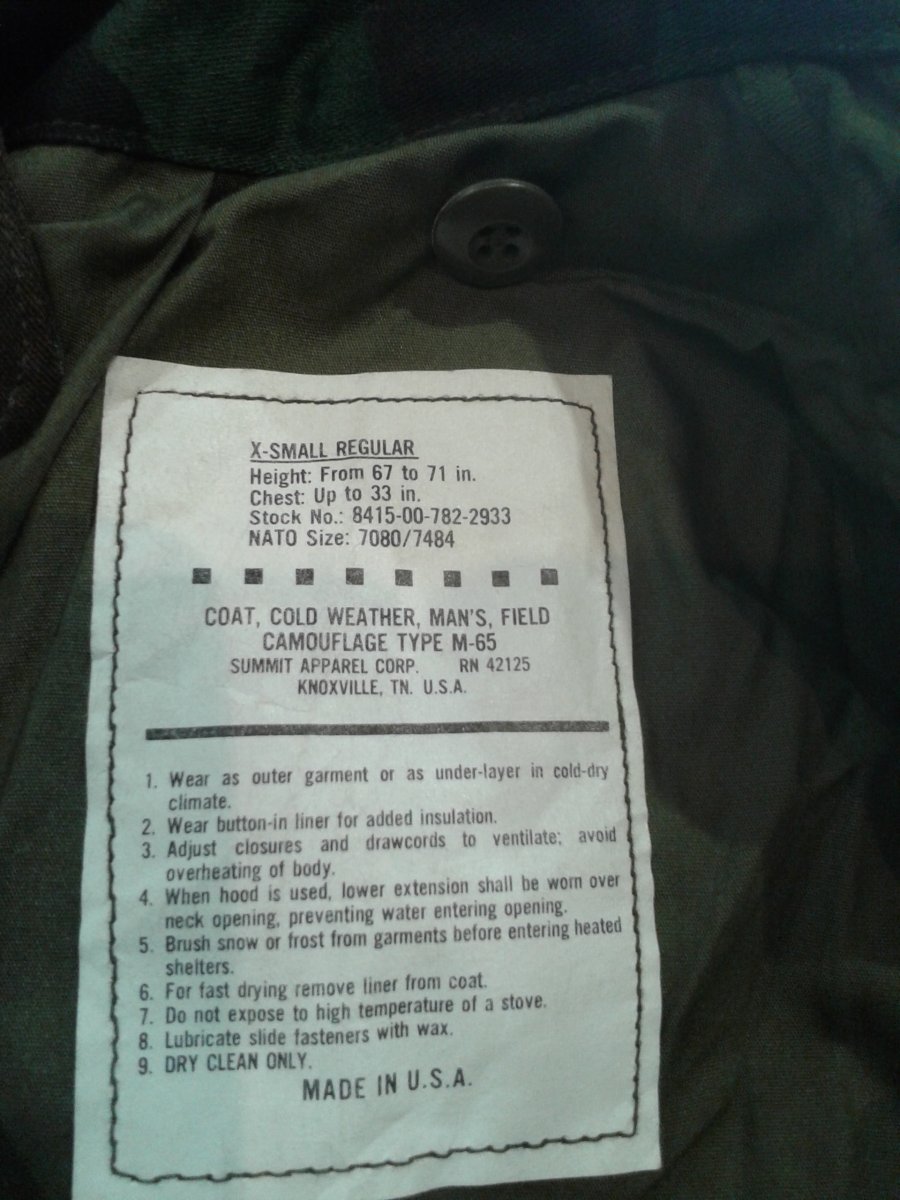 X-SMALL REGULAR
Height: From 67 to 71 in.
Chest: Up to 33 in.
Stock No.: 8415-00-782-2933
NATO Size: 7080/7484
COAT, COLD WEATHER, MAN'S, FIELD
CAMOUFLAGE TYPE M-65
SUMMIT APPAREL CORP. RN 42125
KNOXVILLE, TN. U.S.A.
1. Wear as outer garment or as under-layer in cold-dry
climate.
2. Wear button-in liner for added insulation.
3. Adjust closures and drawcords to ventilate; avoid
overheating of body.
4. When hood is used, lower extension shall be worn over
neck opening, preventing water entering opening.
5. Brush snow or frost from garments before entering heated
shelters.
6. For fast drying remove liner from coat.
7. Do not expose to high temperature of a stove.
8. Lubricate slide fasteners with wax.
9. DRY CLEAN ONLY.
MADE IN U.S.A.